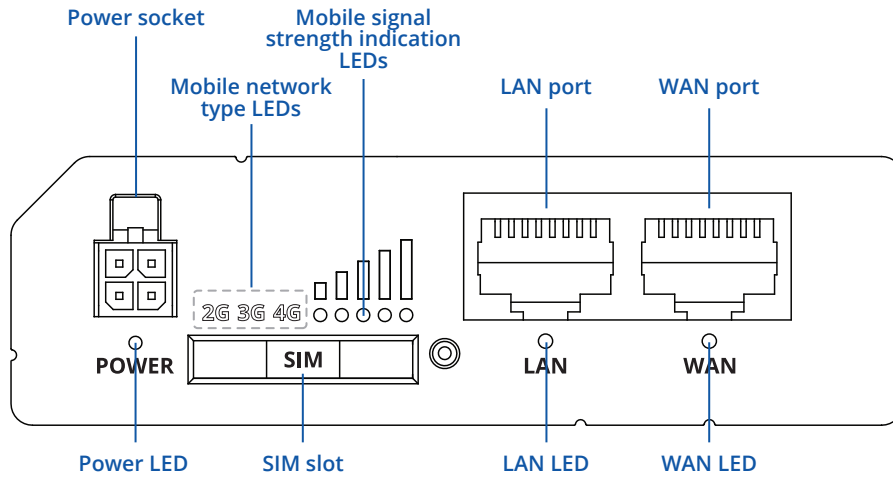 Power socket
Mobile signal
strength indication
LEDs
Mobile network
type LEDs
LAN port
WAN port
2G 3G 4G
POWER
SIM
LAN
WAN
Power LED
SIM slot
LAN LED
WAN LED